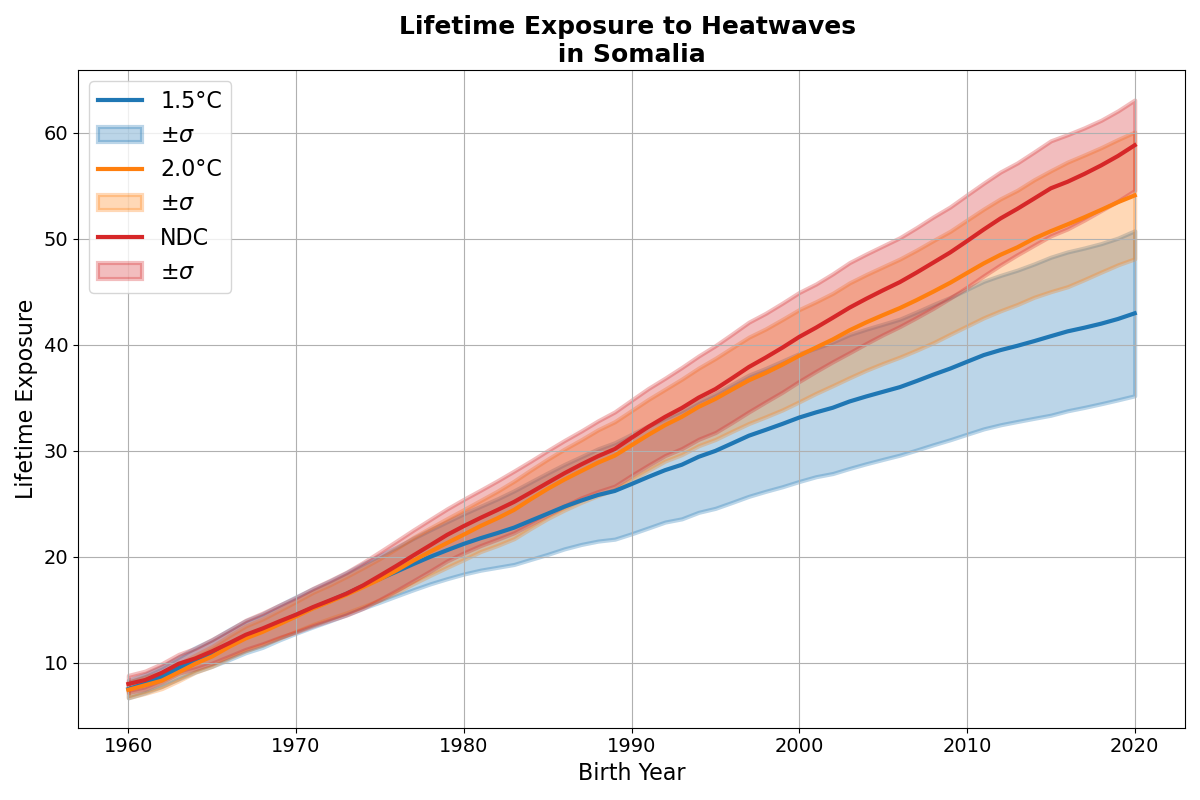 Lifetime Exposure to Heatwaves
in Somalia
1.5°C
±σ
2.0°C
±σ
NDC
±σ
Lifetime Exposure
60
50
40
30
20
10
1960
1970
1980
1990
2000
2010
2020
Birth Year